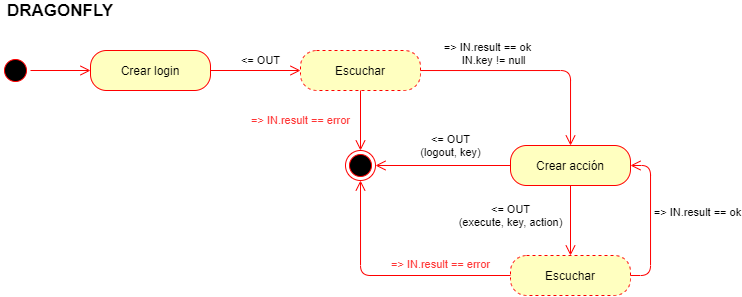 DRAGONFLY
Crear login
<= OUT
Escuchar
=> IN.result == ok
IN.key != null
=> IN.result == error
<= OUT
(logout, key)
Crear acción
<= OUT
(execute, key, action)
=> IN.result == ok
=> IN.result == error
Escuchar